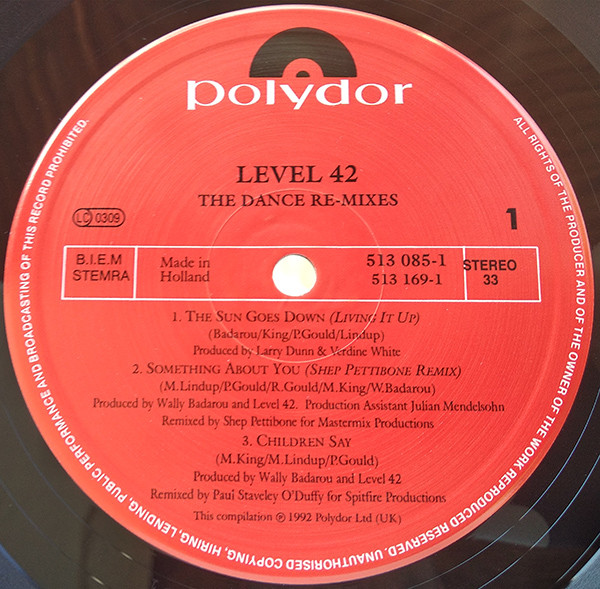 polydor
LEVEL 42
THE DANCE RE-MIXES
LC 0309
1
B.I.E.M
STEMRA
Made in
Holland
513 085-1
513 169-1
STEREO
33
1. THE SUN GOES DOWN (LIVING IT UP)
(Badarou/King/P.Gould/Lindup)
Produced by Larry Dunn & Verdine White
2. SOMETHING ABOUT YOU (SHEP PETTIBONE REMIX)
(M.Lindup/P.Gould/R.Gould/M.King/W.Badarou)
Produced by Wally Badarou and Level 42. Production Assistant Julian Mendelsohn
Remixed by Shep Pettibone for Mastermix Productions
3. CHILDREN SAY
(M.King/M.Lindup/P.Gould)
Produced by Wally Badarou and Level 42
Remixed by Paul Staveley O'Duffy for Spitfire Productions
This compilation ℗ 1992 Polydor Ltd (UK)
ALL RIGHTS OF THE PRODUCER AND OF THE OWNER OF THE WORK REPRODUCED RESERVED. UNAUTHORISED COPYING, HIRING, LENDING, PUBLIC PERFORMANCE AND BROADCASTING OF THIS RECORD PROHIBITED.